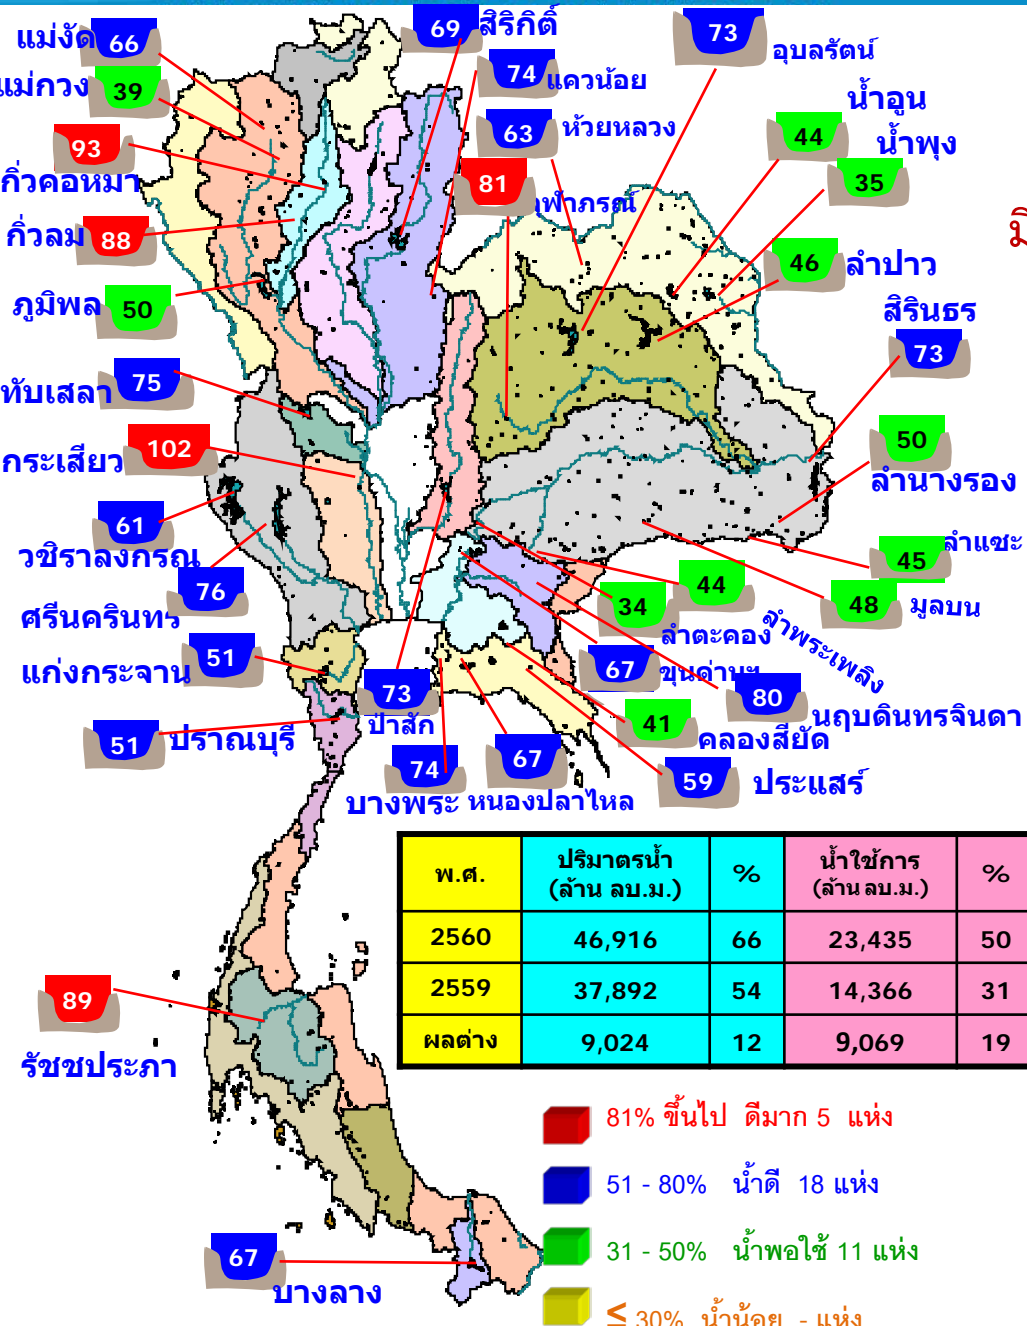 แม่งัด 66
69 สิริกิติ์
73 อุบลรัตน์
แม่กวง 39
74 แควน้อย
63 ห้วยหลวง
น้ำอูน
44
น้ำพุง
35
93
กิ่วคอหมา
81
ฬาภรณ์
กิ่วลม 88
มิ
46 ลำปาว
ภูมิพล 50
สิรินธร
73
ทับเสลา 75
กระเสียว 102
50
ลำนางรอง
61
วชิราลงกรณ
76
ศรีนครินทร
ลำแซะ
45
44
34
48 มูลบน
ลำตะคอง
ลำพระเพลิง
แก่งกระจาน 51
67 ขุนด่านฯ
73
ป่าสัก
80 นฤบดินทรจินดา
51 ปราณบุรี
41
คลองสียัด
74
บางพระ
67
หนองปลาไหล
59 ประแสร์
พ.ศ. ปริมาตรน้ำ (ล้าน ลบ.ม.) % น้ำใช้การ (ล้าน ลบ.ม.) %
2560 46,916 66 23,435 50
2559 37,892 54 14,366 31
ผลต่าง 9,024 12 9,069 19
89
รัชชประภา
81% ขึ้นไป ดีมาก 5 แห่ง
51 - 80% น้ำดี 18 แห่ง
31 - 50% น้ำพอใช้ 11 แห่ง
≤ 30% น้ำน้อย - แห่ง
67
บางลาง